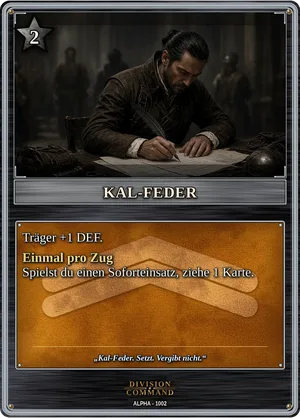 2
KAL-FEDER
Träger +1 DEF.
Einmal pro Zug
Spielst du einen Soforteinsatz, ziehe 1 Karte.
„Kal-Feder. Setzt. Vergibt nicht.“
DIVISION
COMMAND
ALPHA - 1002